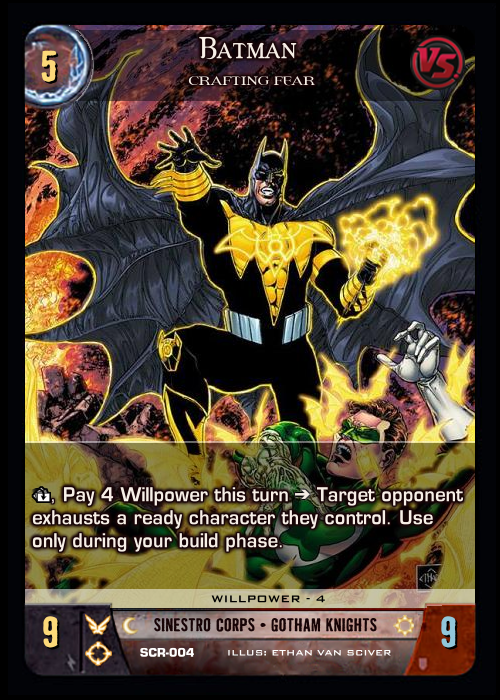 5
BATMAN
VS
CRAFTING FEAR
Pay 4 Willpower this turn ➔ Target opponent
exhausts a ready character they control. Use
only during your build phase.
WILLPOWER - 4
9
SINESTRO CORPS • GOTHAM KNIGHTS
9
SCR-004
ILLUS: ETHAN VAN SCIVER